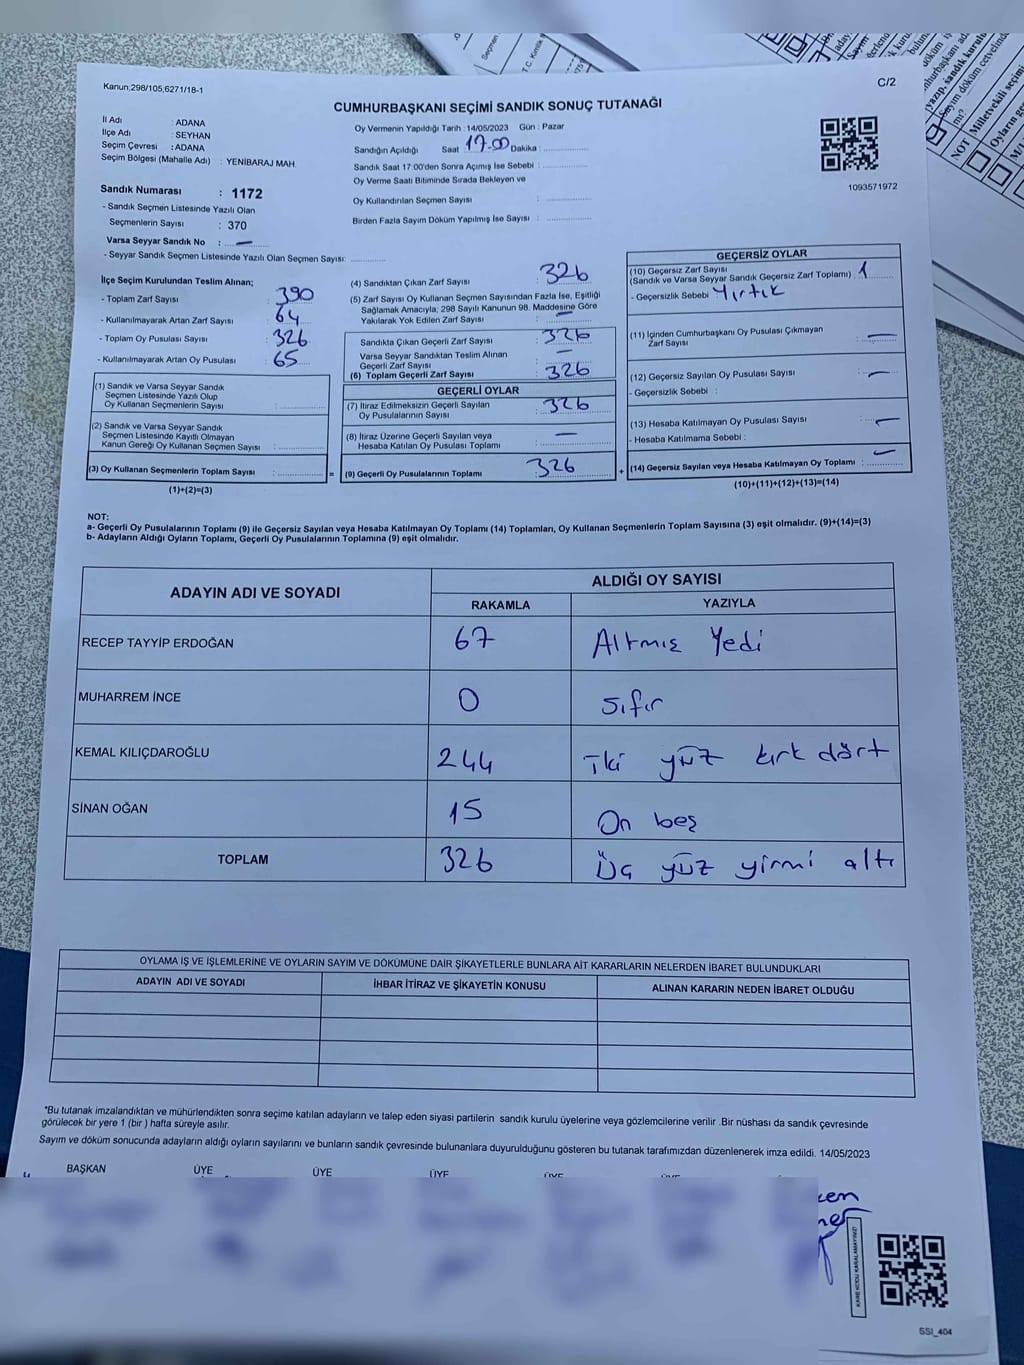 Kanun,298/105,6271/18-1
C/2
CUMHURBAŞKANI SEÇİMİ SANDIK SONUÇ TUTANAĞI
İl Adı : ADANA
İlçe Adı : SEYHAN
Seçim Çevresi : ADANA
Seçim Bölgesi (Mahalle Adı) : YENİBARAJ MAH.
Sandık Numarası : 1172
- Sandık Seçmen Listesinde Yazılı Olan
Seçmenlerin Sayısı : 370
Varsa Seyyar Sandık No : —
- Seyyar Sandık Seçmen Listesinde Yazılı Olan Seçmen Sayısı: ............
Oy Vermenin Yapıldığı Tarih :14/05/2023 Gün : Pazar
Sandığın Açıldığı Saat 17.00 Dakika : ............
Sandık Saat 17:00'den Sonra Açımış İse Sebebi : ............
Oy Verme Saati Bitiminde Sırada Bekleyen ve
Oy Kullandırılan Seçmen Sayısı : ............
Birden Fazla Sayım Döküm Yapılmış İse Sayısı : ............
1093571972
İlçe Seçim Kurulundan Teslim Alınan;
- Toplam Zarf Sayısı : 390
- Kullanılmayarak Artan Zarf Sayısı : 64
- Toplam Oy Pusulası Sayısı : 326
- Kullanılmayarak Artan Oy Pusulası : 65
(1) Sandık ve Varsa Seyyar Sandık
Seçmen Listesinde Yazılı Olup
Oy Kullanan Seçmenlerin Sayısı : ............
(2) Sandık ve Varsa Seyyar Sandık
Seçmen Listesinde Kayıtlı Olmayan
Kanun Gereği Oy Kullanan Seçmen Sayısı : ............
(3) Oy Kullanan Seçmenlerin Toplam Sayısı : ............ =
(1)+(2)=(3)
(4) Sandıktan Çıkan Zarf Sayısı 326
(5) Zarf Sayısı Oy Kullanan Seçmen Sayısından Fazla İse, Eşitliği
Sağlamak Amacıyla, 298 Sayılı Kanunun 98. Maddesine Göre
Yakılarak Yok Edilen Zarf Sayısı : —
Sandıkta Çıkan Geçerli Zarf Sayısı : 326
Varsa Seyyar Sandıktan Teslim Alınan
Geçerli Zarf Sayısı —
(6) Toplam Geçerli Zarf Sayısı : 326
GEÇERLİ OYLAR
(7) İtiraz Edilmeksizin Geçerli Sayılan
Oy Pusulalarının Sayısı : 326
(8) İtiraz Üzerine Geçerli Sayılan veya
Hesaba Katılan Oy Pusulası Toplamı : —
(9) Geçerli Oy Pusulalarının Toplamı 326 +
GEÇERSİZ OYLAR
(10) Geçersiz Zarf Sayısı
(Sandık ve Varsa Seyyar Sandık Geçersiz Zarf Toplamı) : 1
- Geçersizlik Sebebi : Yırtık
(11) İçinden Cumhurbaşkanı Oy Pusulası Çıkmayan
Zarf Sayısı : —
(12) Geçersiz Sayılan Oy Pusulası Sayısı : —
- Geçersizlik Sebebi :
(13) Hesaba Katılmayan Oy Pusulası Sayısı : —
- Hesaba Katılmama Sebebi :
(14) Geçersiz Sayılan veya Hesaba Katılmayan Oy Toplamı : —
(10)+(11)+(12)+(13)=(14)
NOT:
a- Geçerli Oy Pusulalarının Toplamı (9) ile Geçersiz Sayılan veya Hesaba Katılmayan Oy Toplamı (14) Toplamları, Oy Kullanan Seçmenlerin Toplam Sayısına (3) eşit olmalıdır. (9)+(14)=(3)
b- Adayların Aldığı Oyların Toplamı, Geçerli Oy Pusulalarının Toplamına (9) eşit olmalıdır.
ADAYIN ADI VE SOYADI
ALDIĞI OY SAYISI
RAKAMLA YAZIYLA
RECEP TAYYİP ERDOĞAN 67 Altmış Yedi
MUHARREM İNCE 0 sıfır
KEMAL KILIÇDAROĞLU 244 iki yüz kırk dört
SİNAN OĞAN 15 On beş
TOPLAM 326 Üç yüz yirmi altı
OYLAMA İŞ VE İŞLEMLERİNE VE OYLARIN SAYIM VE DÖKÜMÜNE DAİR ŞİKAYETLERLE BUNLARA AİT KARARLARIN NELERDEN İBARET BULUNDUKLARI
ADAYIN ADI VE SOYADI İHBAR İTİRAZ VE ŞİKAYETİN KONUSU ALINAN KARARIN NEDEN İBARET OLDUĞU
*Bu tutanak imzalandıktan ve mühürlendikten sonra seçime katılan adayların ve talep eden siyasi partilerin sandık kurulu üyelerine veya gözlemcilerine verilir .Bir nüshası da sandık çevresinde
görülecek bir yere 1 (bir ) hafta süreyle asılır.
Sayım ve döküm sonucunda adayların aldığı oyların sayılarını ve bunların sandık çevresinde bulunanlara duyurulduğunu gösteren bu tutanak tarafımızdan düzenlenerek imza edildi. 14/05/2023
BAŞKAN ÜYE ÜYE ÜYE ÜYE
KARE KODU KARALAMAYINIZ!
SSI_404